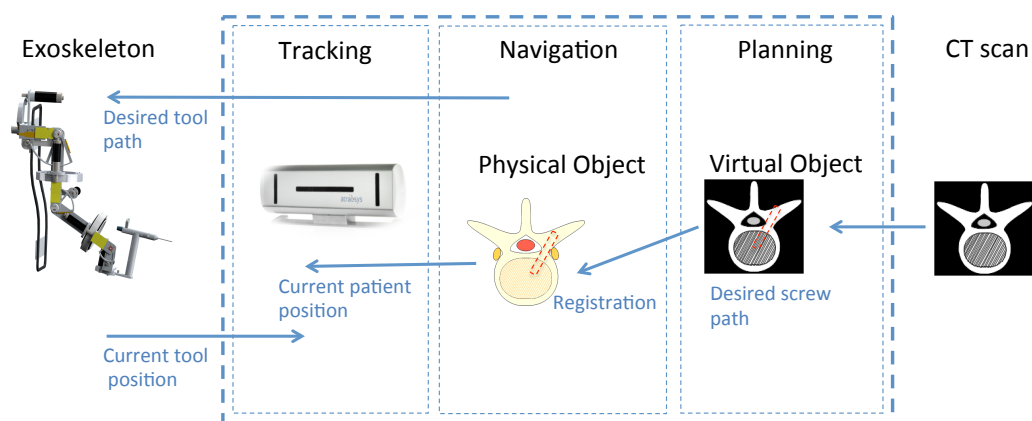 Exoskeleton
Tracking
Navigation
Planning
CT scan
Desired tool
path
Physical Object
Virtual Object
atracsys
Current patient
position
Registration
Desired screw
path
Current tool
position